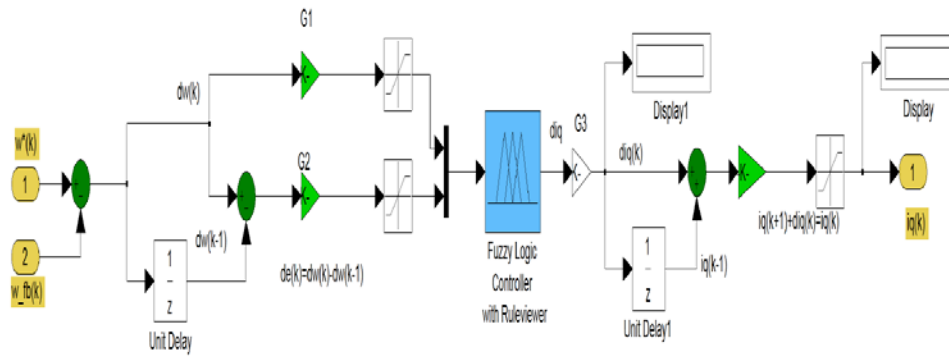 G1
dw(k)
w*(k)
1
2
w_fb(k)
G2
dw(k-1)
1
z
Unit Delay
de(k)=dw(k)-dw(k-1)
K-
K-
Fuzzy Logic
Controller
with Ruleviewer
diq
G3
K-
diq(k)
Display1
1
z
Unit Delay1
iq(k-1)
K-
iq(k+1)+diq(k)=iq(k)
Display
1
iq(k)